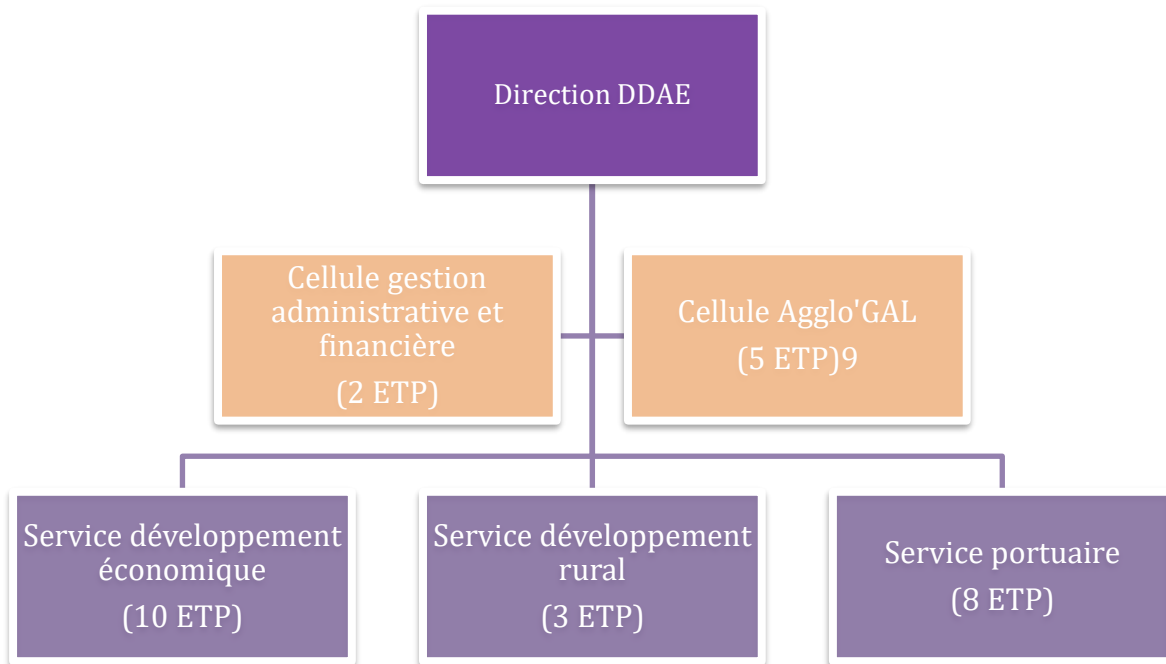 Direction DDAE
Cellule gestion
administrative et
financière
(2 ETP)
Cellule Agglo'GAL
(5 ETP)9
Service développement
économique
(10 ETP)
Service développement
rural
(3 ETP)
Service portuaire
(8 ETP)